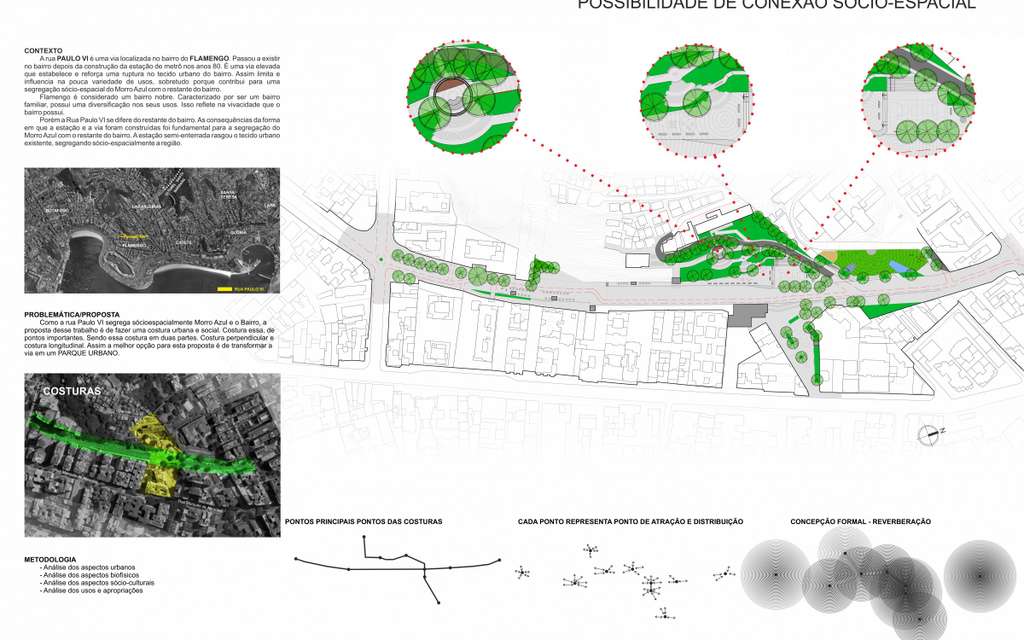 POSSIBILIDADE DE CONEXÃO SÓCIO-ESPACIAL
CONTEXTO
A rua PAULO VI é uma via localizada no bairro do FLAMENGO. Passou a existir
no bairro depois da construção da estação de metrô nos anos 80. É uma via elevada
que estabelece e reforça uma ruptura no tecido urbano do bairro. Assim limita e
influencia na pouca variedade de usos, sobretudo porque contribui para uma
segregação sócio-espacial do Morro Azul com o restante do bairro.
Flamengo é considerado um bairro nobre. Caracterizado por ser um bairro
familiar, possui uma diversificação nos seus usos. Isso reflete na vivacidade que o
bairro possui.
Porém a Rua Paulo VI se difere do restante do bairro. As consequências da forma
em que a estação e a via foram construídas foi fundamental para a segregação do
Morro Azul com o restante do bairro. A estação semi-enterrada rasgou o tecido urbano
existente, segregando sócio-espacialmente a região.
BOTAFOGO
LARANJEIRAS
SANTA
TERESA
LAPA
GLÓRIA
CATETE
FLAMENGO
RUA PAULO VI
PROBLEMÁTICA/PROPOSTA
Como a rua Paulo VI segrega sócioespacialmente Morro Azul e o Bairro, a
proposta desse trabalho é de fazer uma costura urbana e social. Costura essa, de
pontos importantes. Sendo essa costura em duas partes. Costura perpendicular e
costura longitudinal. Assim a melhor opção para esta proposta é de transformar a
via em um PARQUE URBANO.
COSTURAS
N
METODOLOGIA
- Análise dos aspectos urbanos
- Análise dos aspectos biofísicos
- Análise dos aspectos sócio-culturais
- Análise dos usos e apropriações
PONTOS PRINCIPAIS PONTOS DAS COSTURAS
CADA PONTO REPRESENTA PONTO DE ATRAÇÃO E DISTRIBUIÇÃO
CONCEPÇÃO FORMAL - REVERBERAÇÃO